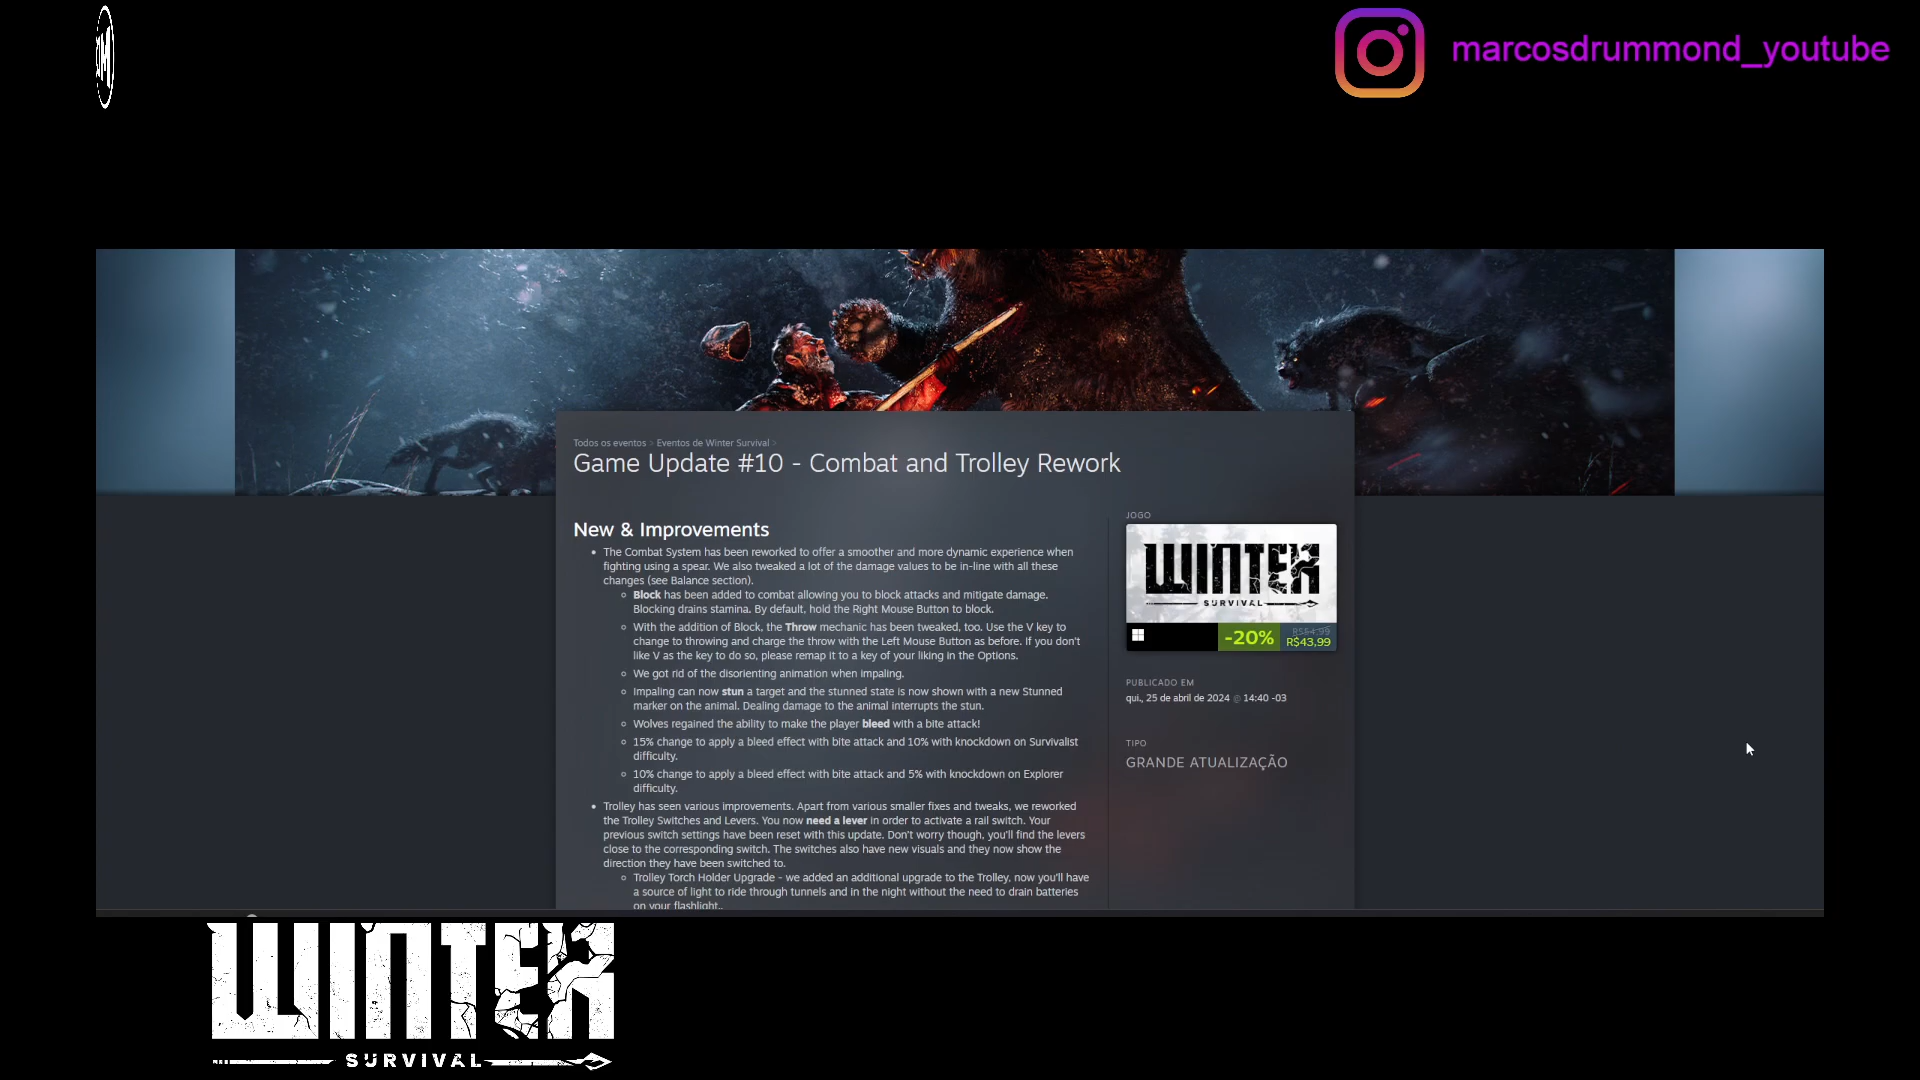 marcosdrummond_youtube
Todos os eventos > Eventos de Winter Survival >
Game Update #10 - Combat and Trolley Rework
New & Improvements
• The Combat System has been reworked to offer a smoother and more dynamic experience when
fighting using a spear. We also tweaked a lot of the damage values to be in-line with all these
changes (see Balance section).
◦ Block has been added to combat allowing you to block attacks and mitigate damage.
Blocking drains stamina. By default, hold the Right Mouse Button to block.
◦ With the addition of Block, the Throw mechanic has been tweaked, too. Use the V key to
change to throwing and charge the throw with the Left Mouse Button as before. If you don't
like V as the key to do so, please remap it to a key of your liking in the Options.
◦ We got rid of the disorienting animation when impaling.
◦ Impaling can now stun a target and the stunned state is now shown with a new Stunned
marker on the animal. Dealing damage to the animal interrupts the stun.
◦ Wolves regained the ability to make the player bleed with a bite attack!
◦ 15% change to apply a bleed effect with bite attack and 10% with knockdown on Survivalist
difficulty.
◦ 10% change to apply a bleed effect with bite attack and 5% with knockdown on Explorer
difficulty.
• Trolley has seen various improvements. Apart from various smaller fixes and tweaks, we reworked
the Trolley Switches and Levers. You now need a lever in order to activate a rail switch. Your
previous switch settings have been reset with this update. Don't worry though, you'll find the levers
close to the corresponding switch. The switches also have new visuals and they now show the
direction they have been switched to.
◦ Trolley Torch Holder Upgrade - we added an additional upgrade to the Trolley, now you'll have
a source of light to ride through tunnels and in the night without the need to drain batteries
on your flashlight..
JOGO
WINTER
SURVIVAL
-20%
R$54,99
R$43,99
PUBLICADO EM
qui., 25 de abril de 2024 @ 14:40 -03
TIPO
GRANDE ATUALIZAÇÃO
WINTER
SURVIVAL